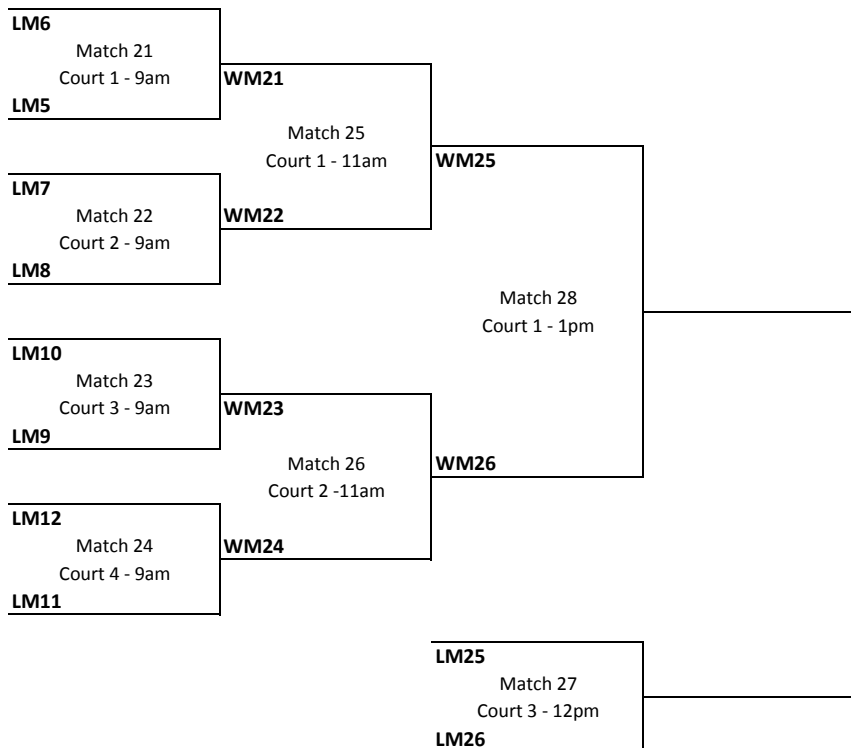 LM6
Match 21
Court 1 - 9am
LM5
WM21
Match 25
Court 1 - 11am
WM22
LM7
Match 22
Court 2 - 9am
LM8
WM25
Match 28
Court 1 - 1pm
WM26
LM10
Match 23
Court 3 - 9am
LM9
WM23
Match 26
Court 2 -11am
WM24
LM12
Match 24
Court 4 - 9am
LM11
LM25
Match 27
Court 3 - 12pm
LM26